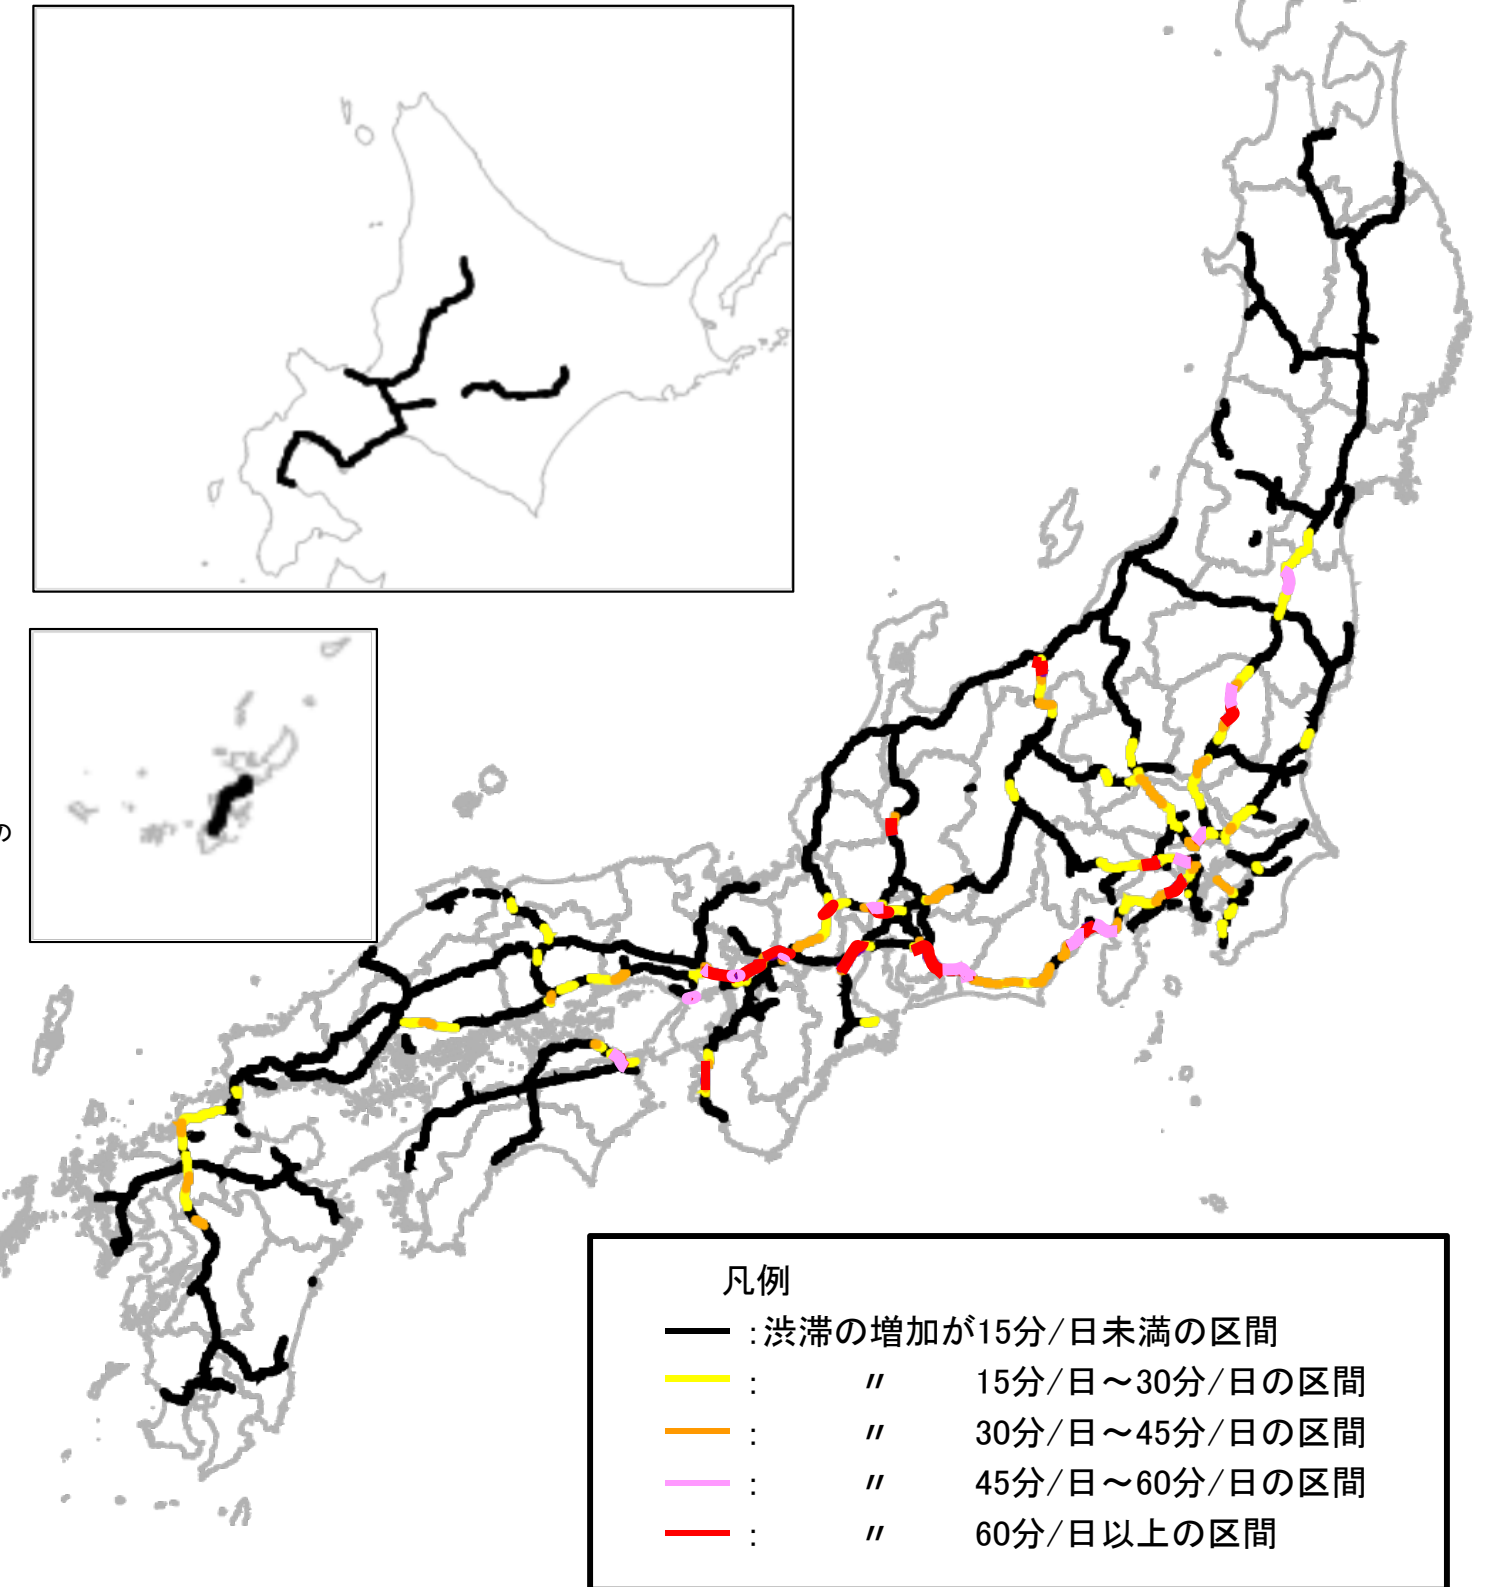 の
凡例
:渋滞の増加が15分/日未満の区間
: 〃 15分/日～30分/日の区間
: 〃 30分/日～45分/日の区間
: 〃 45分/日～60分/日の区間
: 〃 60分/日以上の区間